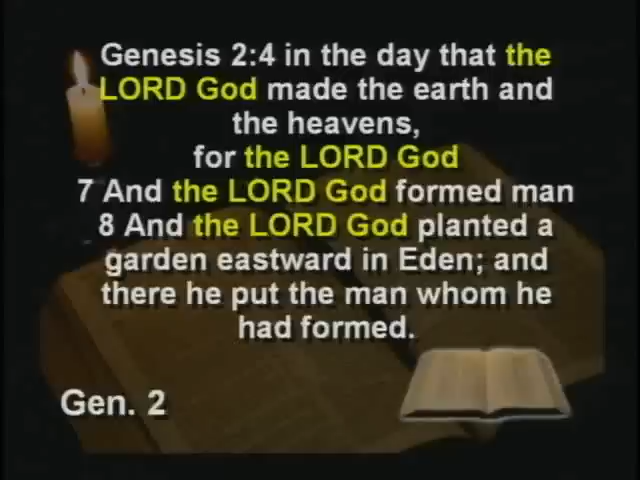 Genesis 2:4 in the day that the
LORD God made the earth and
the heavens,
for the LORD God
7 And the LORD God formed man
8 And the LORD God planted a
garden eastward in Eden; and
there he put the man whom he
had formed.
Gen. 2